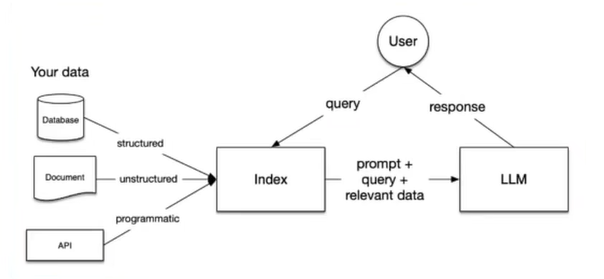 User
Your data
Database
query
response
structured
Document
unstructured
Index
prompt +
query +
relevant data
LLM
programmatic
API